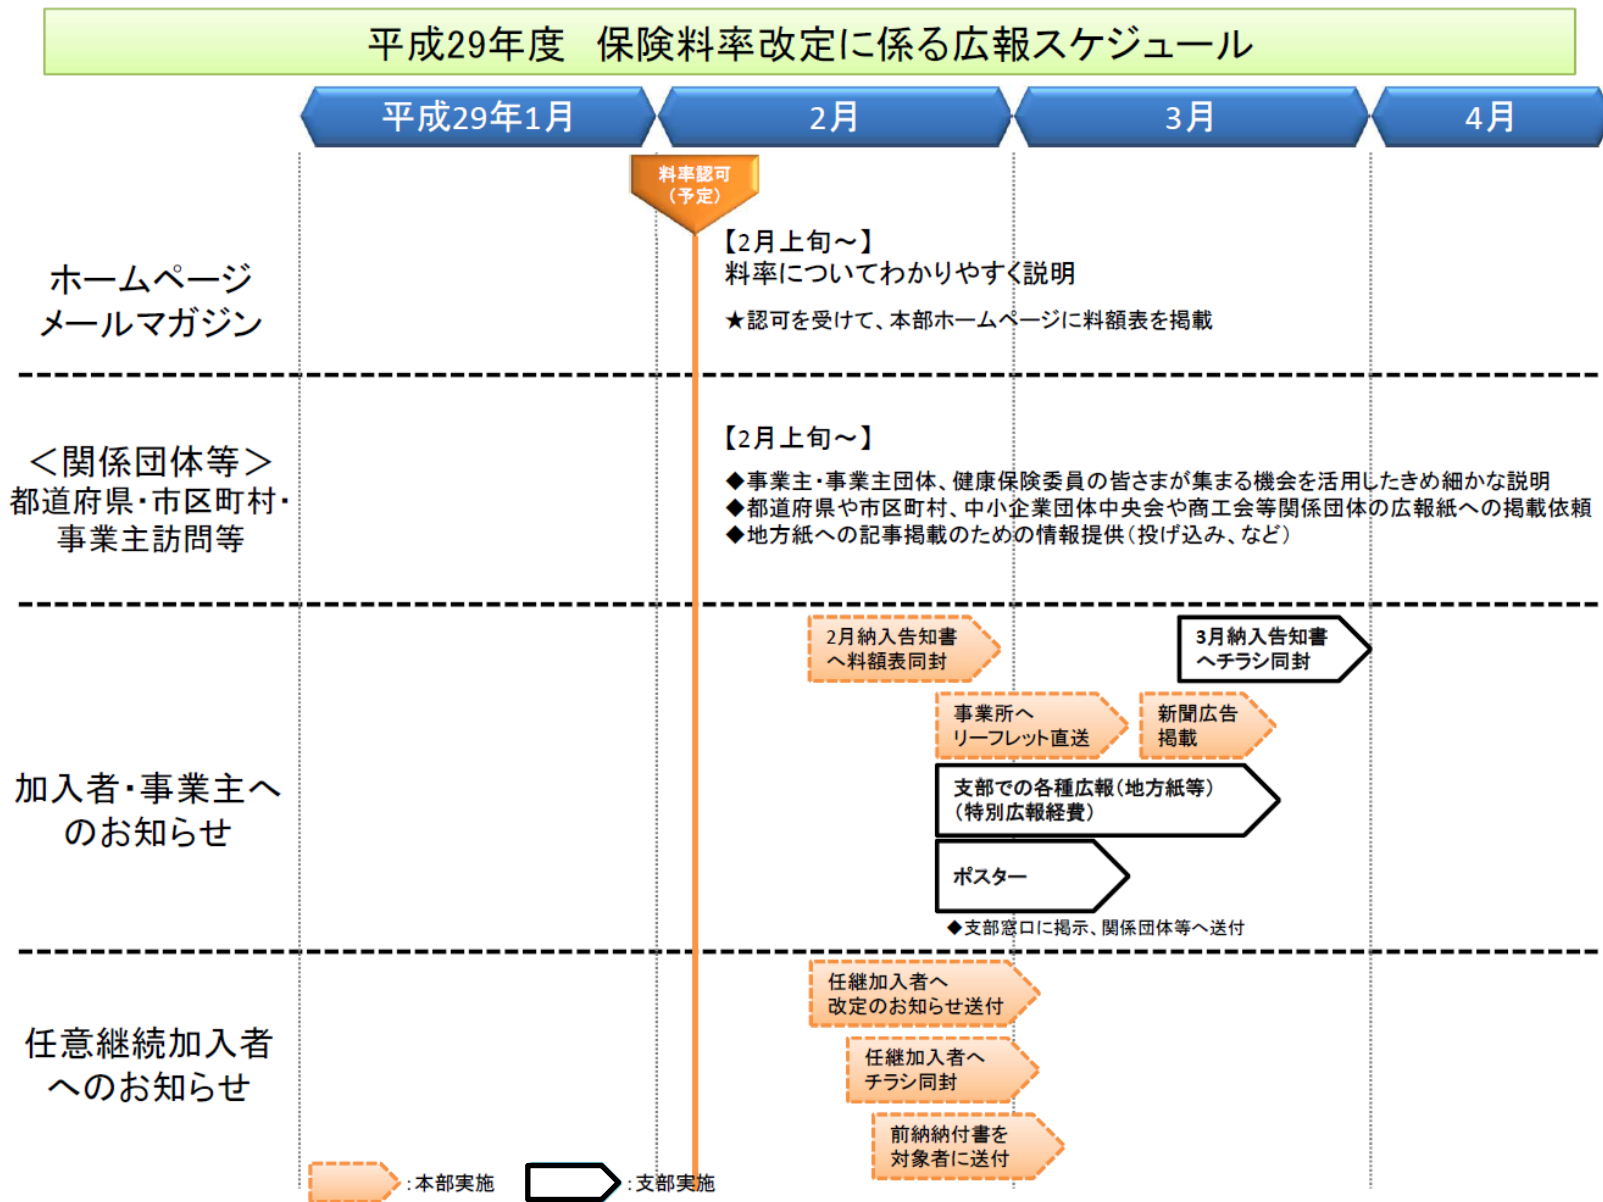 平成29年度　保険料率改定に係る広報スケジュール
平成29年1月
2月
3月
4月
料率認可
（予定）
ホームページ
メールマガジン
【2月上旬～】
料率についてわかりやすく説明
★認可を受けて、本部ホームページに料額表を掲載
＜関係団体等＞
都道府県・市区町村・
事業主訪問等
【2月上旬～】
◆事業主・事業主団体、健康保険委員の皆さまが集まる機会を活用したきめ細かな説明
◆都道府県や市区町村、中小企業団体中央会や商工会等関係団体の広報紙への掲載依頼
◆地方紙への記事掲載のための情報提供（投げ込み、など）
加入者・事業主へ
のお知らせ
2月納入告知書
へ料額表同封
3月納入告知書
へチラシ同封
事業所へ
リーフレット直送
新聞広告
掲載
支部での各種広報（地方紙等）
（特別広報経費）
ポスター
◆支部窓口に掲示、関係団体等へ送付
任意継続加入者
へのお知らせ
任継加入者へ
改定のお知らせ送付
任継加入者へ
チラシ同封
前納納付書を
対象者に送付
：本部実施
：支部実施